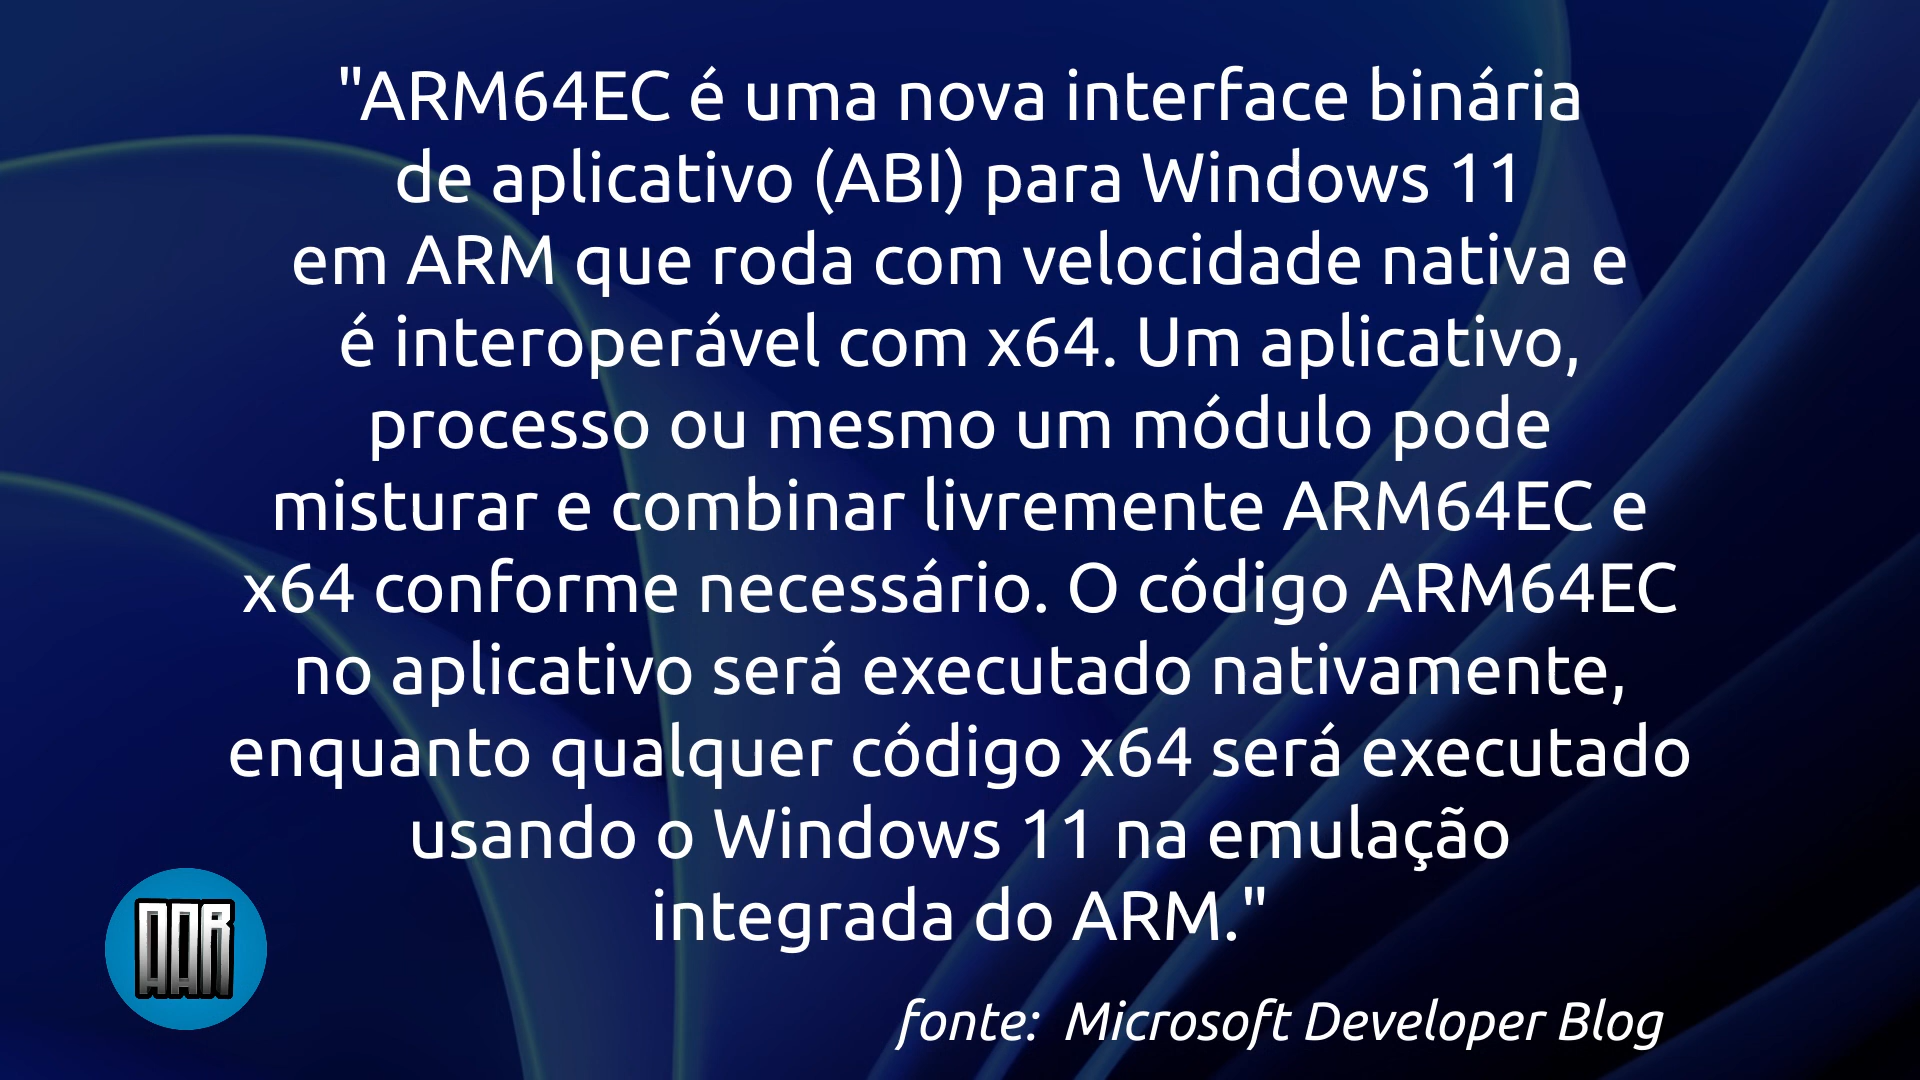 "ARM64EC é uma nova interface binária
de aplicativo (ABI) para Windows 11
em ARM que roda com velocidade nativa e
é interoperável com x64. Um aplicativo,
processo ou mesmo um módulo pode
misturar e combinar livremente ARM64EC e
x64 conforme necessário. O código ARM64EC
no aplicativo será executado nativamente,
enquanto qualquer código x64 será executado
usando o Windows 11 na emulação
integrada do ARM."
AAR
fonte: Microsoft Developer Blog